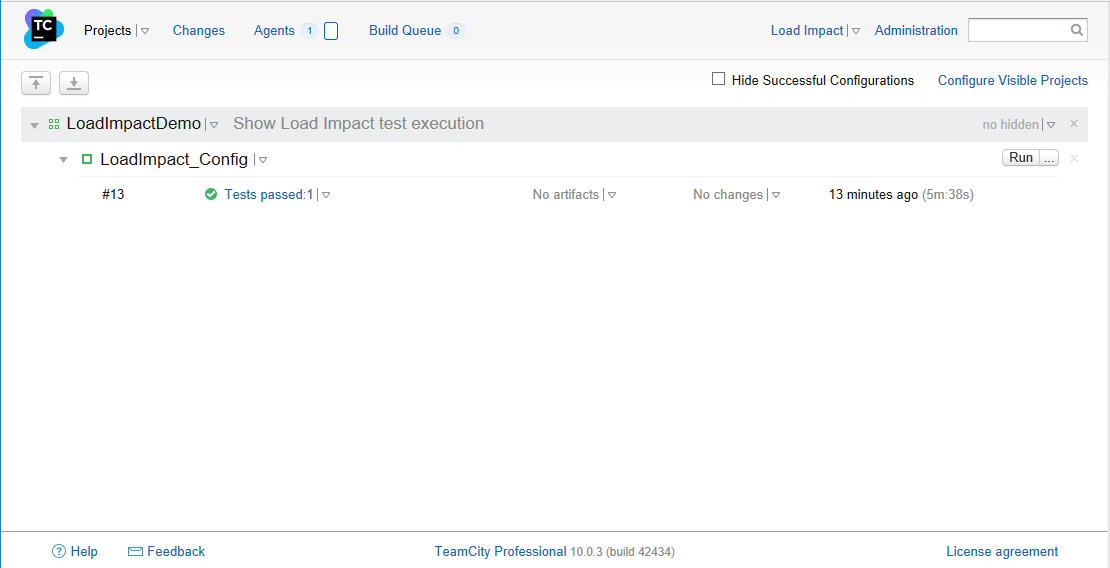 TC Projects Changes Agents 1 Build Queue 0 Load Impact Administration
Hide Successful Configurations Configure Visible Projects
LoadImpactDemo Show Load Impact test execution no hidden
LoadImpact_Config Run ...
#13 Tests passed:1 No artifacts No changes 13 minutes ago (5m:38s)
? Help Feedback TeamCity Professional 10.0.3 (build 42434) License agreement